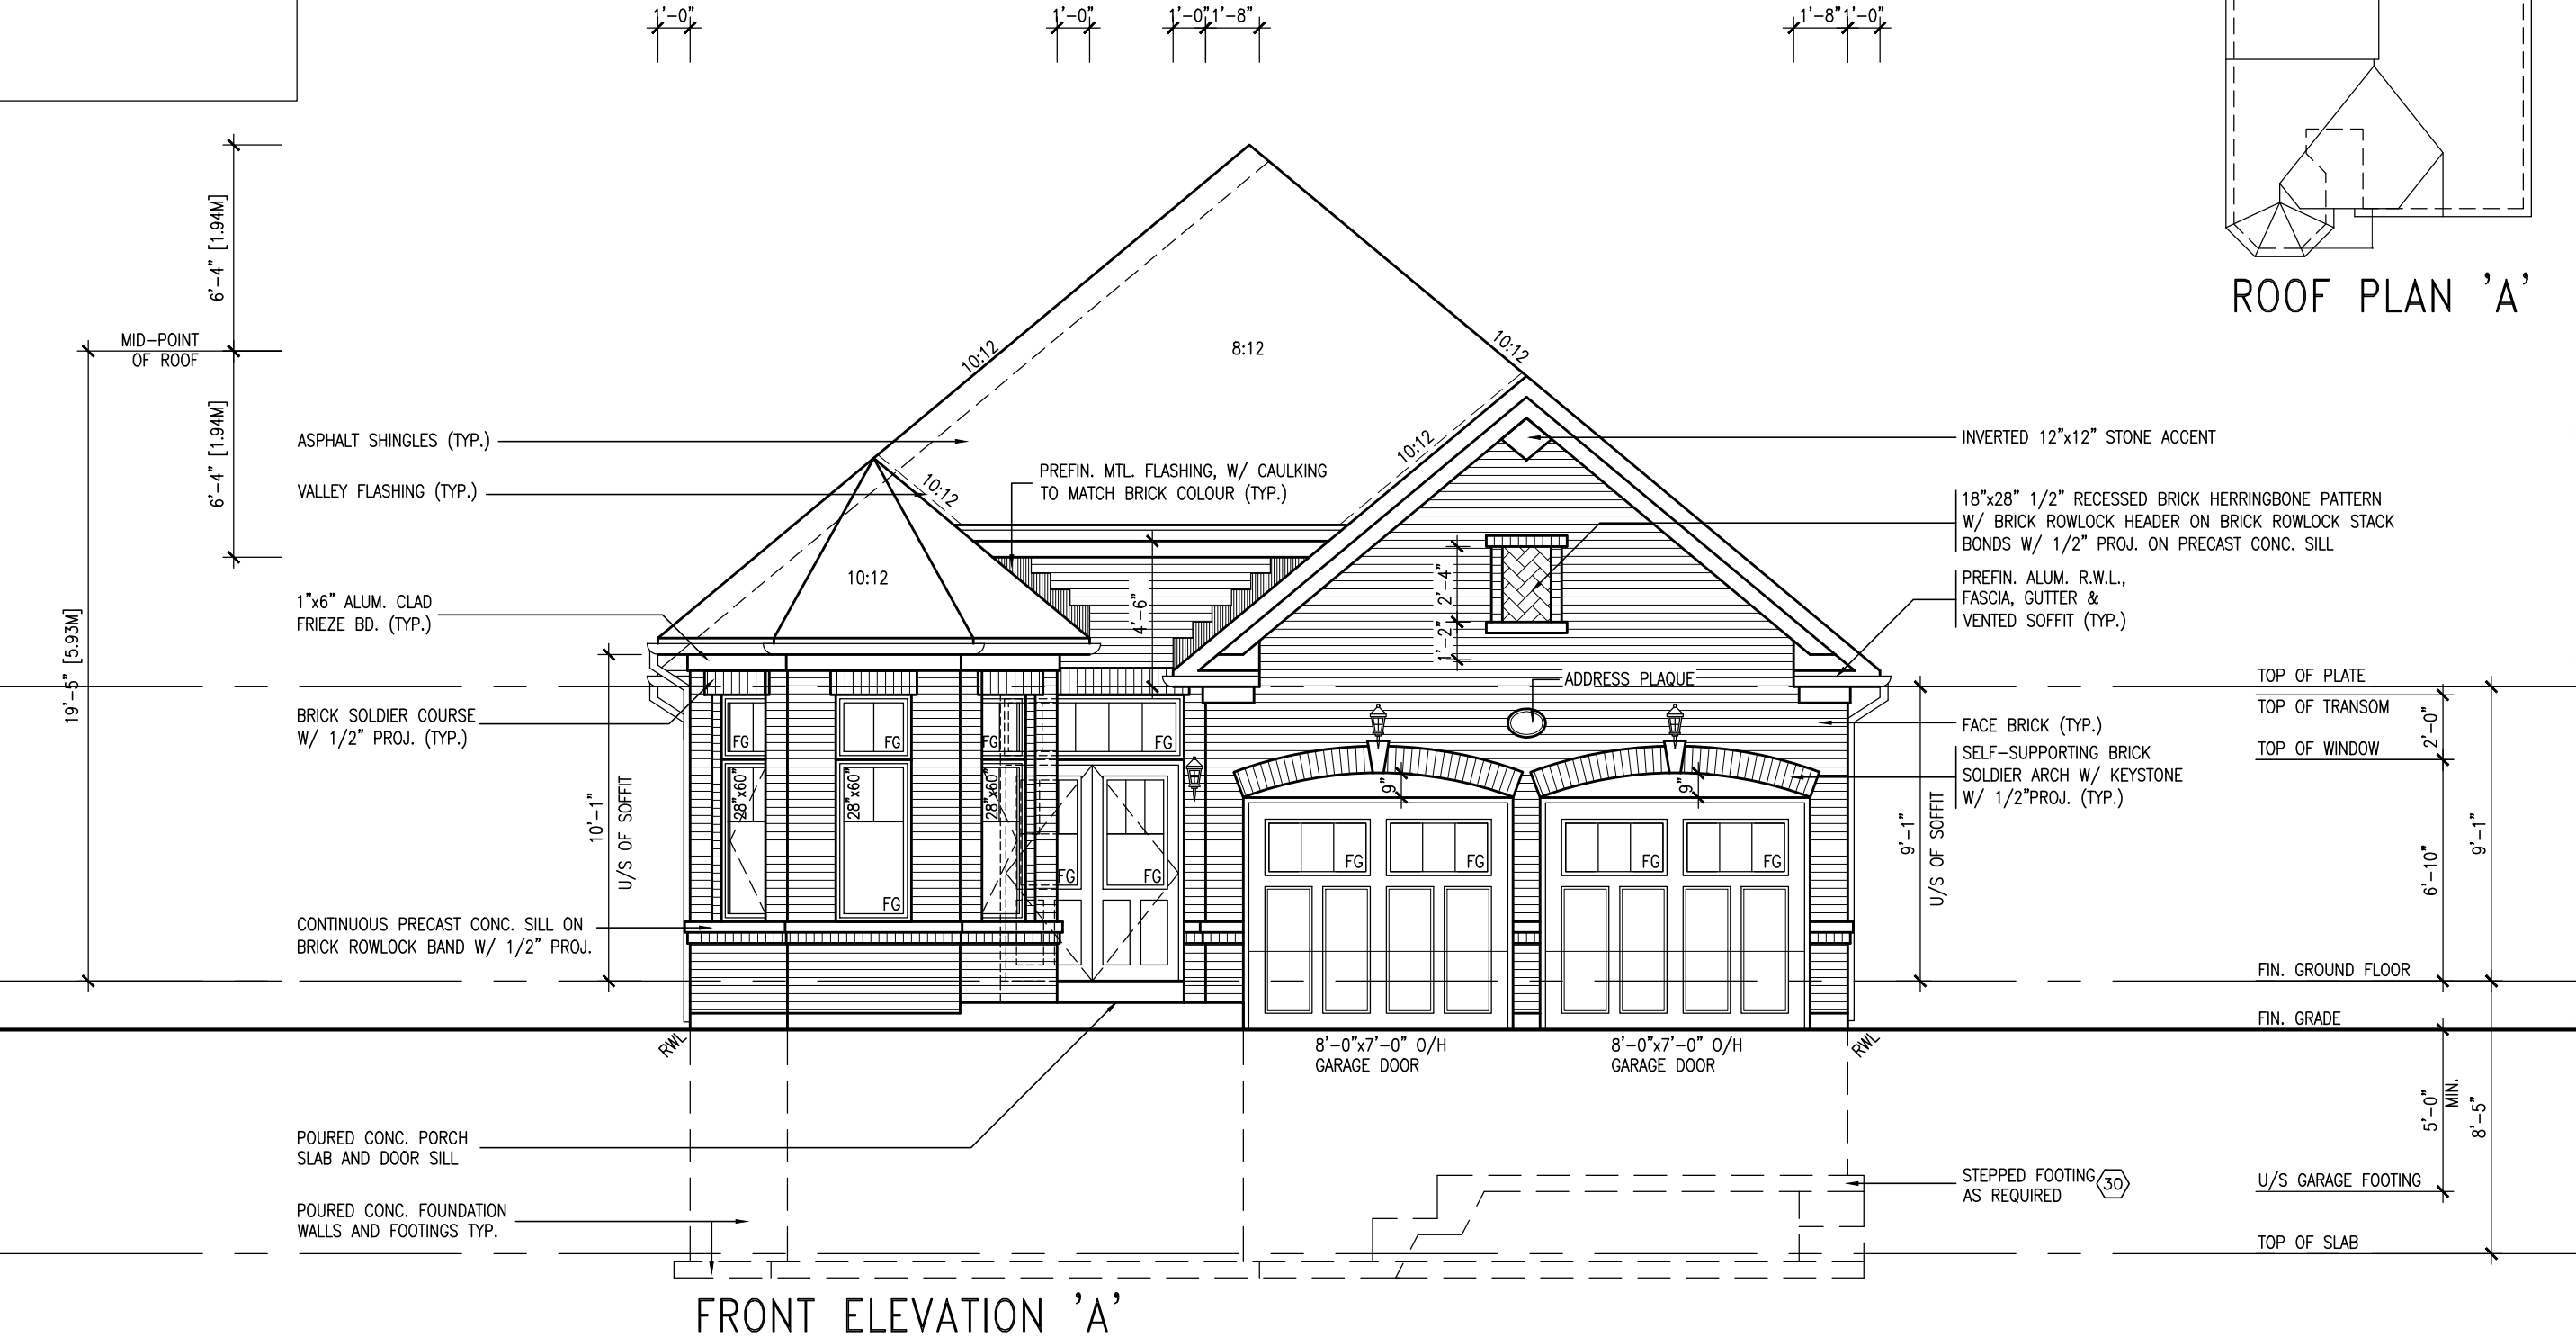 1'-0"
1'-0"
1'-0"
1'-8"
1'-8"
1'-0"
ROOF PLAN 'A'
6'-4" [1.94M]
MID-POINT
OF ROOF
6'-4" [1.94M]
19'-5" [5.93M]
10:12
8:12
10:12
10:12
10:12
10:12
ASPHALT SHINGLES (TYP.)
VALLEY FLASHING (TYP.)
PREFIN. MTL. FLASHING, W/ CAULKING
TO MATCH BRICK COLOUR (TYP.)
1"x6" ALUM. CLAD
FRIEZE BD. (TYP.)
BRICK SOLDIER COURSE
W/ 1/2" PROJ. (TYP.)
10'-1"
U/S OF SOFFIT
CONTINUOUS PRECAST CONC. SILL ON
BRICK ROWLOCK BAND W/ 1/2" PROJ.
POURED CONC. PORCH
SLAB AND DOOR SILL
POURED CONC. FOUNDATION
WALLS AND FOOTINGS TYP.
4'-6"
2'-4"
1'-2"
ADDRESS PLAQUE
FG
FG
FG
FG
28"x60"
28"x60"
28"x60"
FG
FG
FG
9"
9"
FG
FG
FG
FG
INVERTED 12"x12" STONE ACCENT
18"x28" 1/2" RECESSED BRICK HERRINGBONE PATTERN
W/ BRICK ROWLOCK HEADER ON BRICK ROWLOCK STACK
BONDS W/ 1/2" PROJ. ON PRECAST CONC. SILL
PREFIN. ALUM. R.W.L.,
FASCIA, GUTTER &
VENTED SOFFIT (TYP.)
FACE BRICK (TYP.)
SELF-SUPPORTING BRICK
SOLDIER ARCH W/ KEYSTONE
W/ 1/2"PROJ. (TYP.)
9'-1"
U/S OF SOFFIT
TOP OF PLATE
TOP OF TRANSOM
2'-0"
TOP OF WINDOW
6'-10"
9'-1"
FIN. GROUND FLOOR
FIN. GRADE
RWL
8'-0"x7'-0" O/H
GARAGE DOOR
8'-0"x7'-0" O/H
GARAGE DOOR
RWL
5'-0"
MIN.
8'-5"
STEPPED FOOTING 30
AS REQUIRED
U/S GARAGE FOOTING
TOP OF SLAB
FRONT ELEVATION 'A'